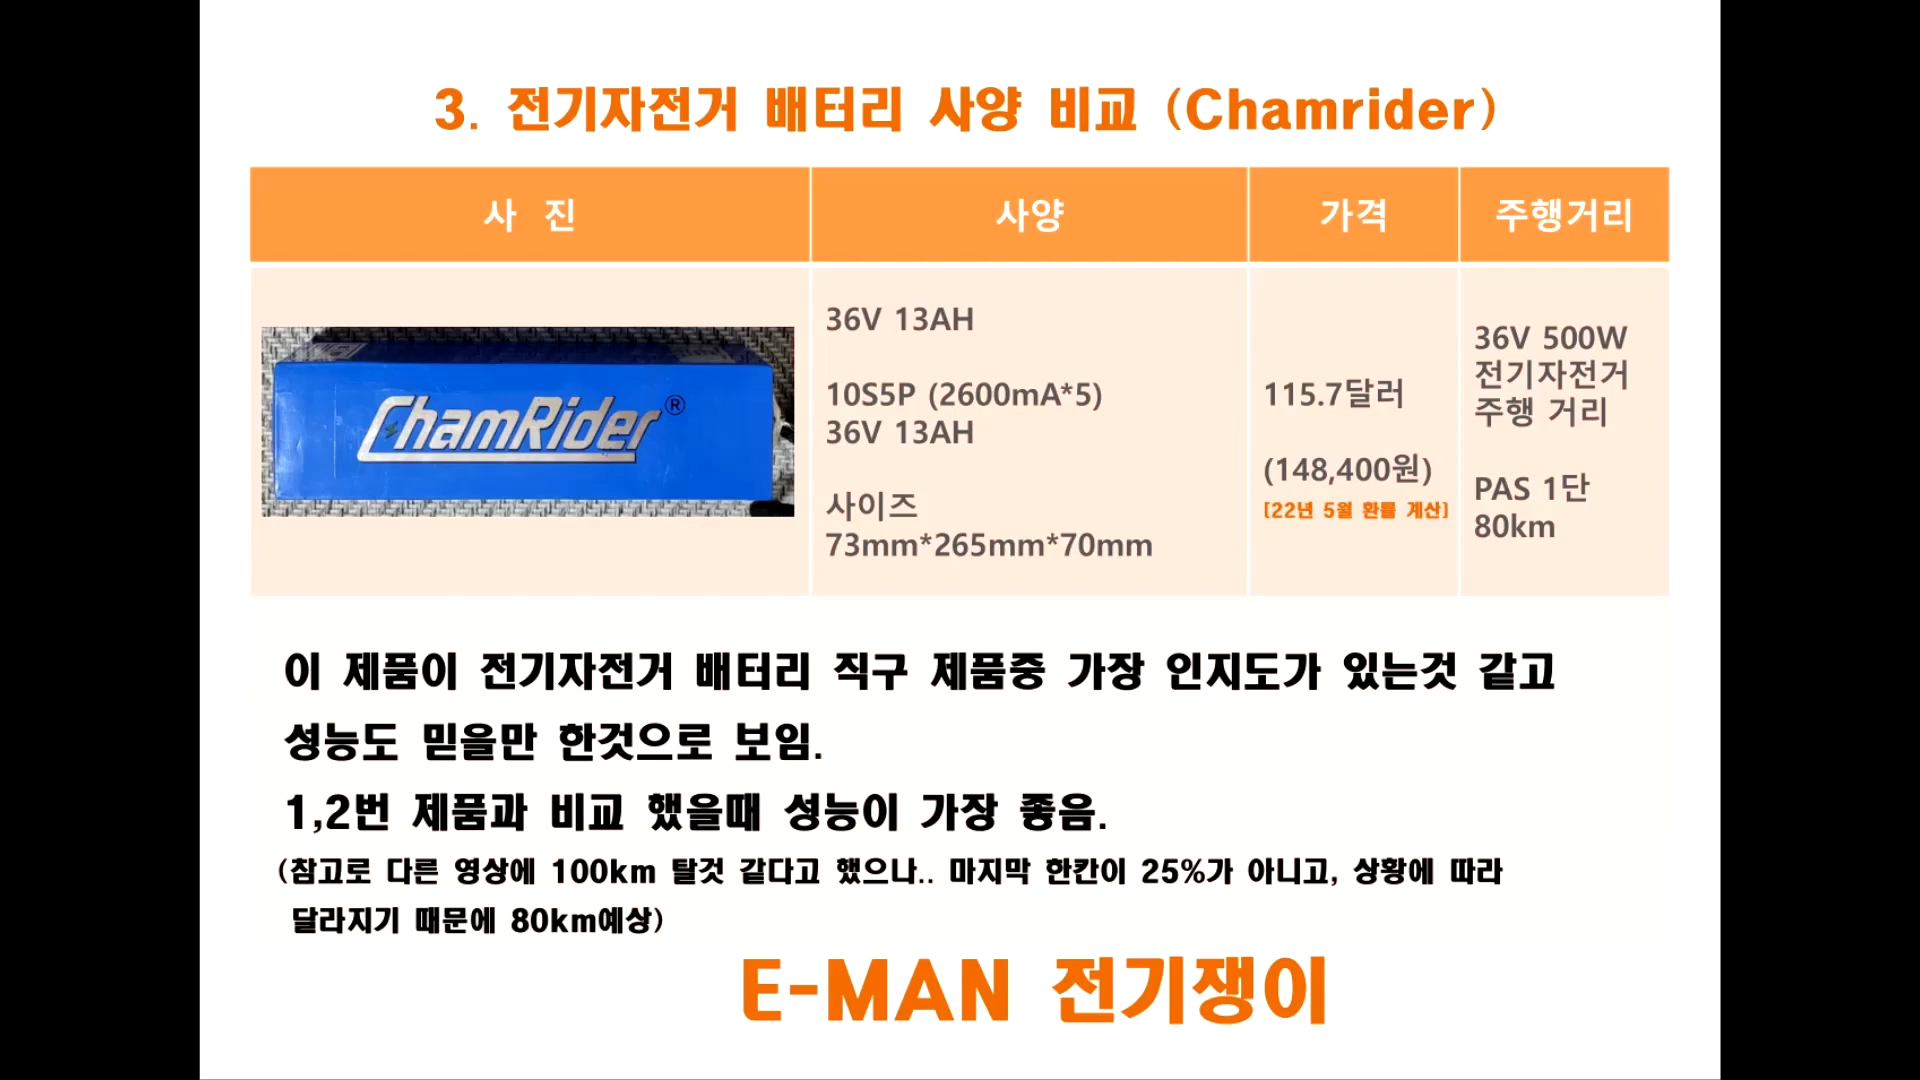 3. 전기자전거 배터리 사양 비교 (Chamrider)
사 진
사양
가격
주행거리
ChamRider®
36V 13AH
10S5P (2600mA*5)
36V 13AH
사이즈
73mm*265mm*70mm
115.7달러
(148,400원)
[22년 5월 환률 계산]
36V 500W
전기자전거
주행 거리
PAS 1단
80km
이 제품이 전기자전거 배터리 직구 제품중 가장 인지도가 있는것 같고
성능도 믿을만 한것으로 보임.
1,2번 제품과 비교 했을때 성능이 가장 좋음.
(참고로 다른 영상에 100km 탈것 같다고 했으나.. 마지막 한칸이 25%가 아니고, 상황에 따라
달라지기 때문에 80km예상)
E-MAN 전기쟁이